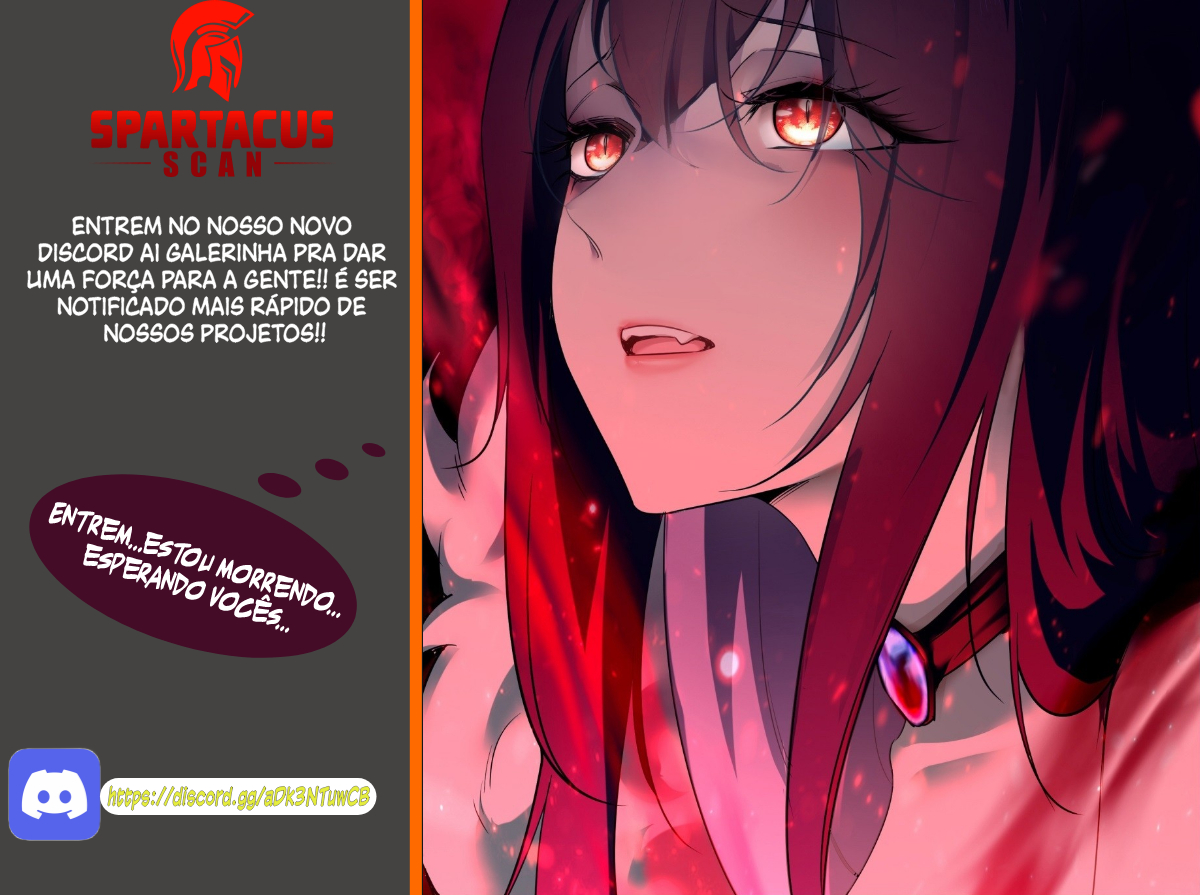 SPARTACUS
SCAN
ENTREM NO NOSSO NOVO
DISCORD AI GALERINHA PRA DAR
UMA FORÇA PARA A GENTE!! É SER
NOTIFICADO MAIS RÁPIDO DE
NOSSOS PROJETOS!!
ENTREM...ESTOU MORRENDO...
ESPERANDO VOCÊS...
https://discord.gg/aDk3NTuwCB